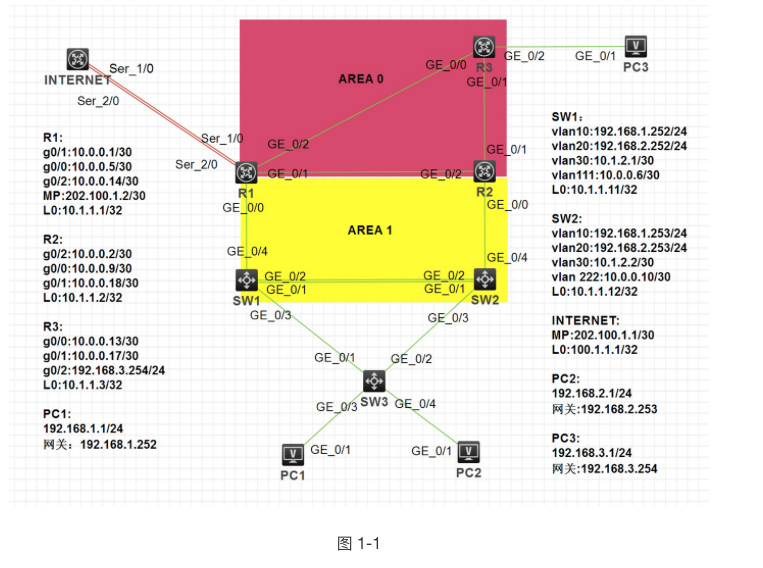 AREA 0
R3
GE_0/0
GE_0/2
GE_0/1
GE_0/1
PC3
INTERNET
Ser_1/0
Ser_2/0
Ser_1/0
Ser_2/0
GE_0/2
GE_0/1
R1
GE_0/0
GE_0/1
GE_0/2
R2
GE_0/0
AREA 1
GE_0/4
GE_0/2
GE_0/1
SW1
GE_0/3
GE_0/4
GE_0/2
GE_0/1
SW2
GE_0/3
GE_0/1
GE_0/2
SW3
GE_0/3
GE_0/4
GE_0/1
PC1
GE_0/1
PC2
R1:
g0/1:10.0.0.1/30
g0/0:10.0.0.5/30
g0/2:10.0.0.14/30
MP:202.100.1.2/30
L0:10.1.1.1/32
R2:
g0/2:10.0.0.2/30
g0/0:10.0.0.9/30
g0/1:10.0.0.18/30
L0:10.1.1.2/32
R3:
g0/0:10.0.0.13/30
g0/1:10.0.0.17/30
g0/2:192.168.3.254/24
L0:10.1.1.3/32
PC1:
192.168.1.1/24
网关：192.168.1.252
SW1：
vlan10:192.168.1.252/24
vlan20:192.168.2.252/24
vlan30:10.1.2.1/30
vlan111:10.0.0.6/30
L0:10.1.1.11/32
SW2:
vlan10:192.168.1.253/24
vlan20:192.168.2.253/24
vlan30:10.1.2.2/30
vlan 222:10.0.0.10/30
L0:10.1.1.12/32
INTERNET:
MP:202.100.1.1/30
L0:100.1.1.1/32
PC2:
192.168.2.1/24
网关:192.168.2.253
PC3:
192.168.3.1/24
网关:192.168.3.254
图 1-1